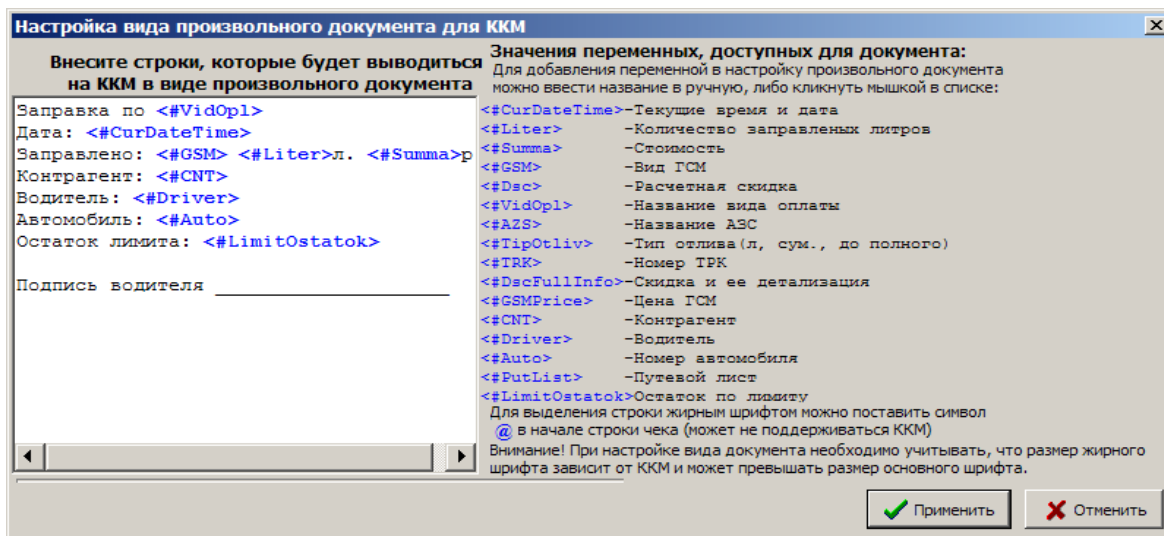 Настройка вида произвольного документа для ККМ
Внесите строки, которые будет выводиться
на ККМ в виде произвольного документа
Заправка по <#VidOpl>
Дата: <#CurDateTime>
Заправлено: <#GSM> <#Liter>л. <#Summa>р
Контрагент: <#CNT>
Водитель: <#Driver>
Автомобиль: <#Auto>
Остаток лимита: <#LimitOstatok>
Подпись водителя __________________
Значения переменных, доступных для документа:
Для добавления переменной в настройку произвольного документа
можно ввести название в ручную, либо кликнуть мышкой в списке:
<#CurDateTime>-Текущие время и дата
<#Liter> -Количество заправленых литров
<#Summa> -Стоимость
<#GSM> -Вид ГСМ
<#Dsc> -Расчетная скидка
<#VidOpl> -Название вида оплаты
<#AZS> -Название АЗС
<#TipOtliv> -Тип отлива(л, сум., до полного)
<#TRK> -Номер ТРК
<#DscFullInfo>-Скидка и ее детализация
<#GSMPrice> -Цена ГСМ
<#CNT> -Контрагент
<#Driver> -Водитель
<#Auto> -Номер автомобиля
<#PutList> -Путевой лист
<#LimitOstatok>Остаток по лимиту
Для выделения строки жирным шрифтом можно поставить символ
@ в начале строки чека (может не поддерживаться ККМ)
Внимание! При настройке вида документа необходимо учитывать, что размер жирного
шрифта зависит от ККМ и может превышать размер основного шрифта.
Применить
Отменить